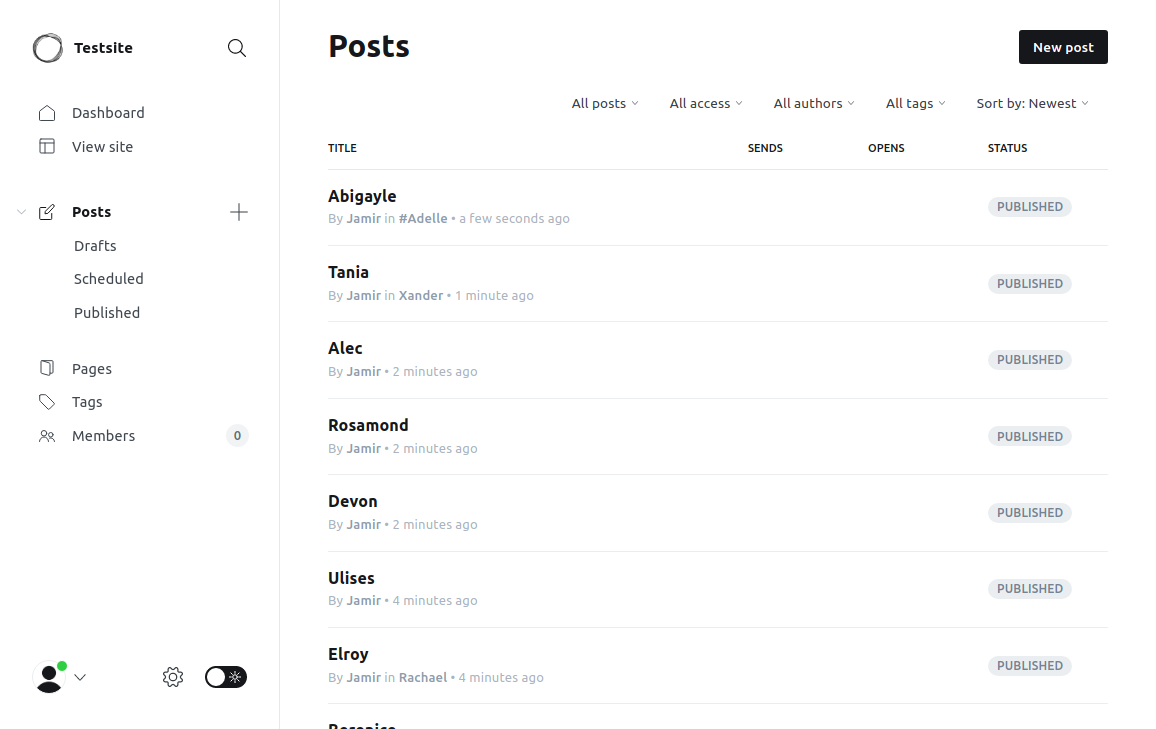 Testsite
Dashboard
View site
Posts
Drafts
Scheduled
Published
Pages
Tags
Members 0
Posts
New post
All posts All access All authors All tags Sort by: Newest
TITLE SENDS OPENS STATUS
Abigayle
By Jamir in #Adelle • a few seconds ago
PUBLISHED
Tania
By Jamir in Xander • 1 minute ago
PUBLISHED
Alec
By Jamir • 2 minutes ago
PUBLISHED
Rosamond
By Jamir • 2 minutes ago
PUBLISHED
Devon
By Jamir • 2 minutes ago
PUBLISHED
Ulises
By Jamir • 4 minutes ago
PUBLISHED
Elroy
By Jamir in Rachael • 4 minutes ago
PUBLISHED